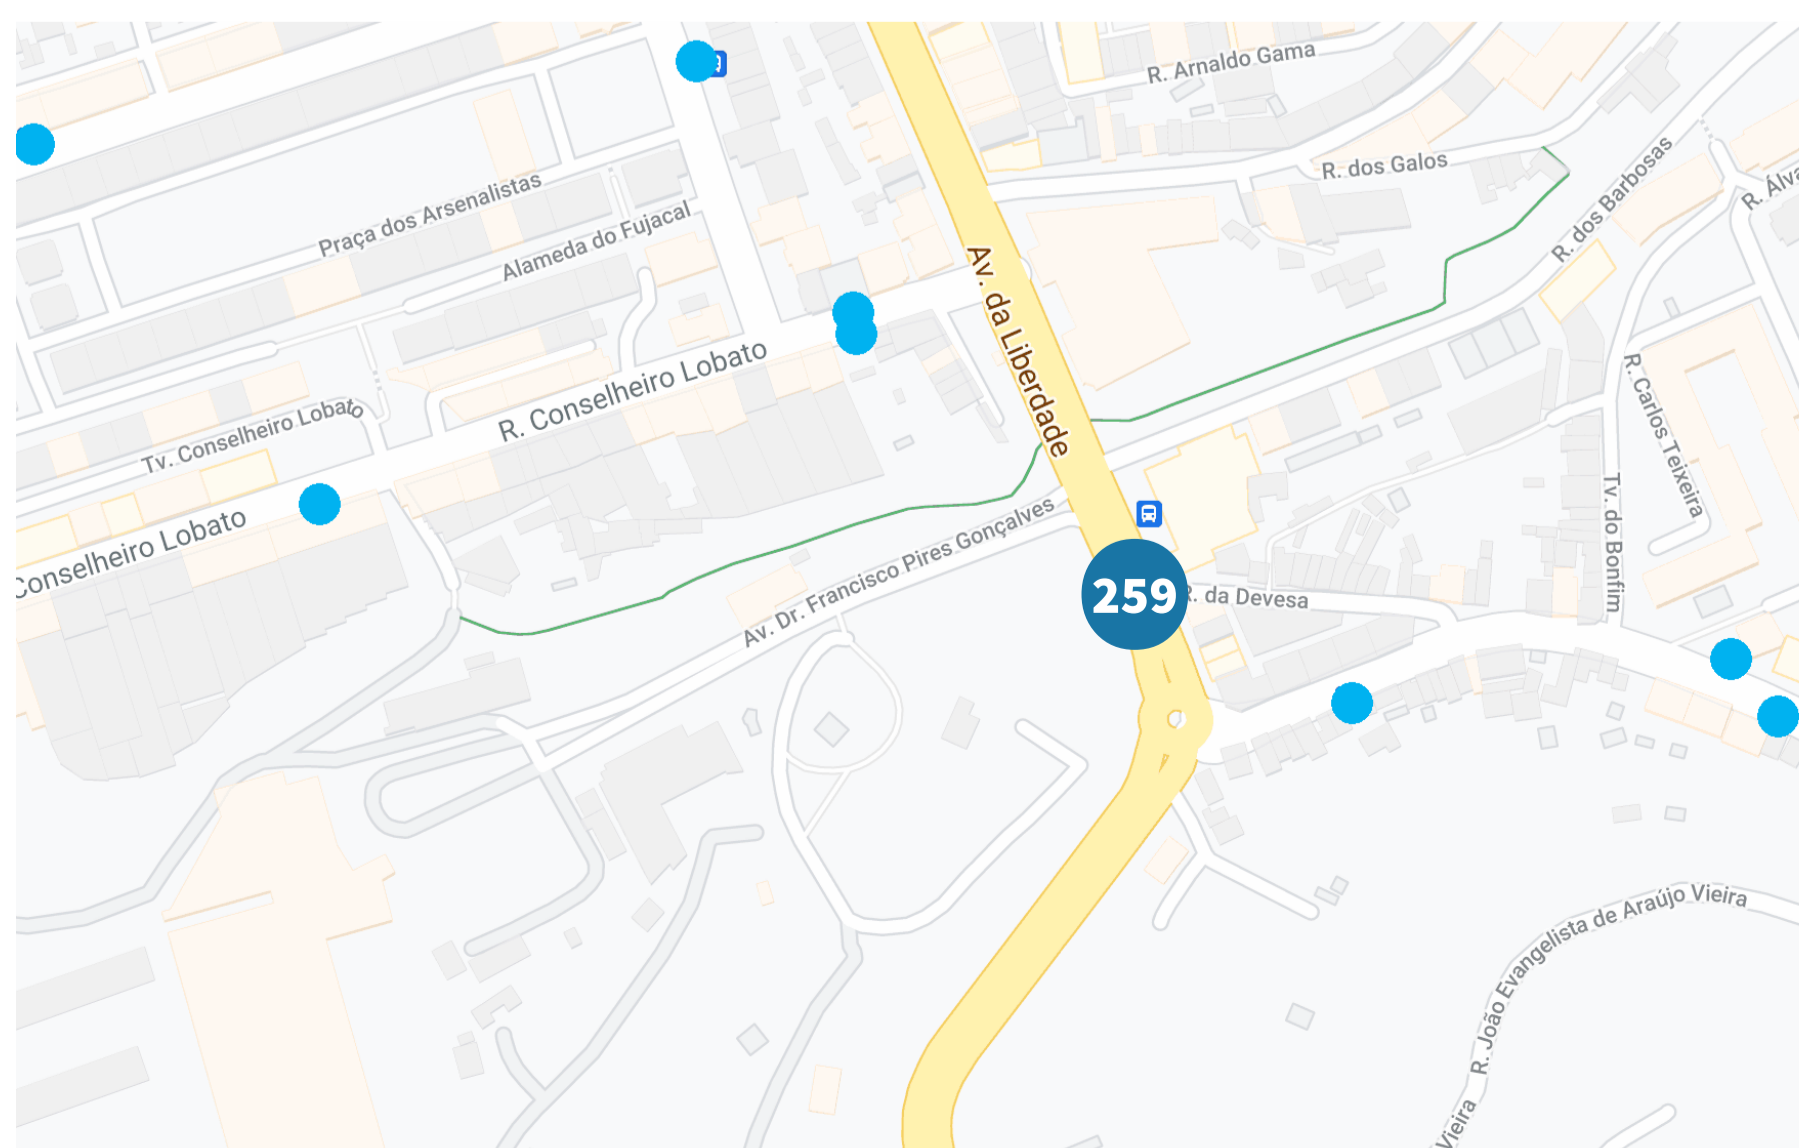 R. Arnaldo Gama
R. dos Galos
R. dos Barbosas
R. Álva
Praça dos Arsenalistas
Alameda do Fujacal
Av. da Liberdade
R. Conselheiro Lobato
Tv. Conselheiro Lobato
R. Carlos Teixeira
Conselheiro Lobato
Av. Dr. Francisco Pires Gonçalves
Tv. do Bonfim
259
R. da Devesa
R. João Evangelista de Araújo Vieira
Vieira